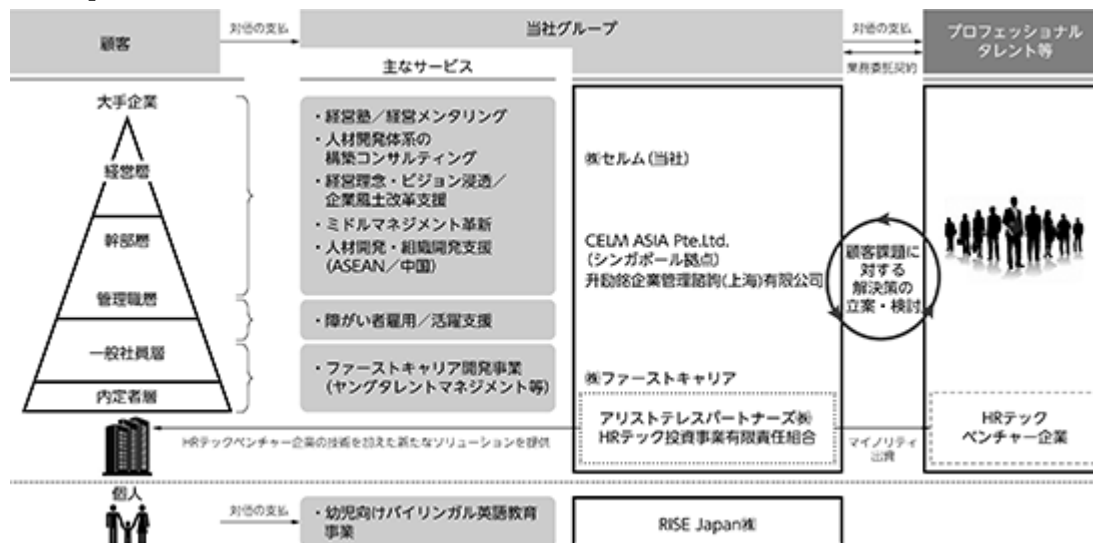 顧客
対価の支払
当社グループ
対価の支払
業務委託契約
プロフェッショナル
タレント等
主なサービス
大手企業
経営層
幹部層
管理職層
一般社員層
内定者層
・経営塾／経営メンタリング
・人材開発体系の
構築コンサルティング
・経営理念・ビジョン浸透／
企業風土改革支援
・ミドルマネジメント革新
・人材開発・組織開発支援
(ASEAN／中国)
・障がい者雇用／活躍支援
・ファーストキャリア開発事業
(ヤングタレントマネジメント等)
㈱セルム(当社)
CELM ASIA Pte.Ltd.
(シンガポール拠点)
升励銘企業管理諮詢(上海)有限公司
㈱ファーストキャリア
アリストテレスパートナーズ㈱
HRテック投資事業有限責任組合
顧客課題に
対する
解決策の
立案・検討
HRテック
ベンチャー企業
HRテックベンチャー企業の技術を加えた新たなソリューションを提供
マイノリティ
出資
個人
対価の支払
・幼児向けバイリンガル英語教育
事業
RISE Japan㈱